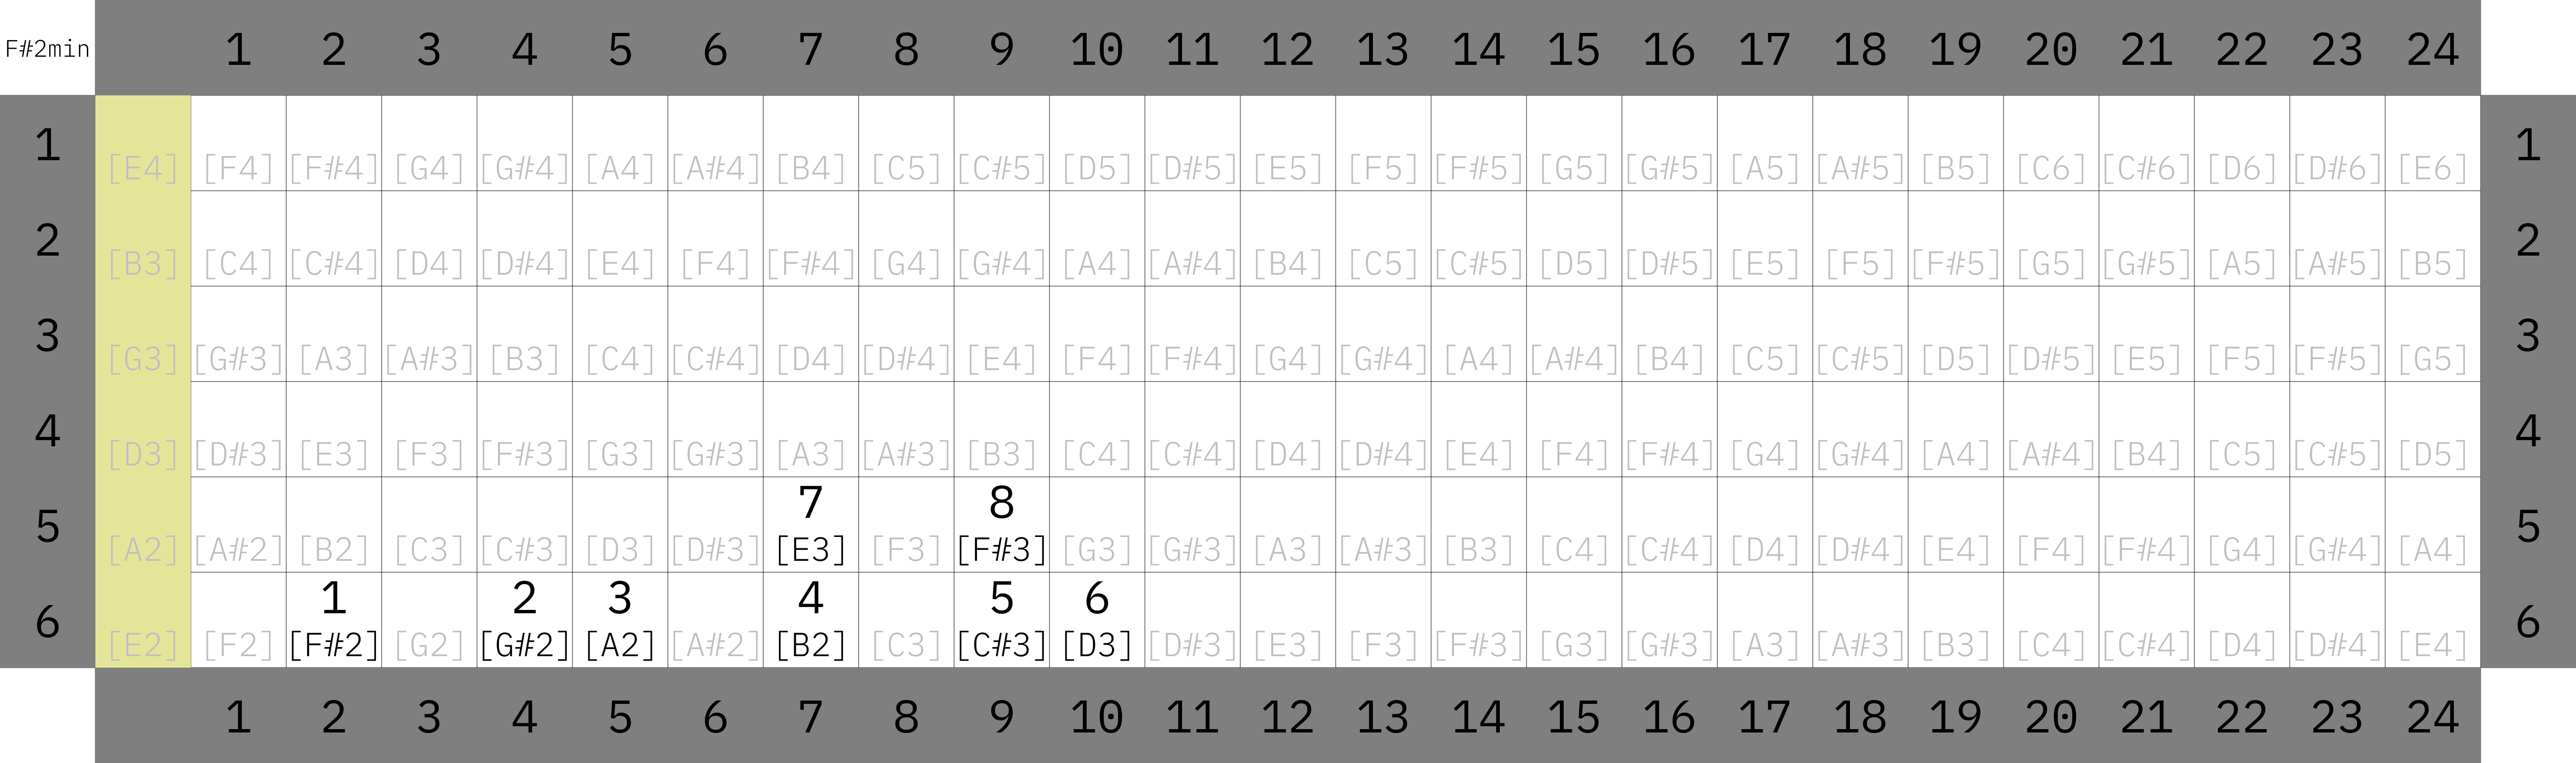 F#2min 1 2 3 4 5 6 7 8 9 10 11 12 13 14 15 16 17 18 19 20 21 22 23 24
1 [E4] [F4] [F#4] [G4] [G#4] [A4] [A#4] [B4] [C5] [C#5] [D5] [D#5] [E5] [F5] [F#5] [G5] [G#5] [A5] [A#5] [B5] [C6] [C#6] [D6] [D#6] [E6] 1
2 [B3] [C4] [C#4] [D4] [D#4] [E4] [F4] [F#4] [G4] [G#4] [A4] [A#4] [B4] [C5] [C#5] [D5] [D#5] [E5] [F5] [F#5] [G5] [G#5] [A5] [A#5] [B5] 2
3 [G3] [G#3] [A3] [A#3] [B3] [C4] [C#4] [D4] [D#4] [E4] [F4] [F#4] [G4] [G#4] [A4] [A#4] [B4] [C5] [C#5] [D5] [D#5] [E5] [F5] [F#5] [G5] 3
4 [D3] [D#3] [E3] [F3] [F#3] [G3] [G#3] [A3] [A#3] [B3] [C4] [C#4] [D4] [D#4] [E4] [F4] [F#4] [G4] [G#4] [A4] [A#4] [B4] [C5] [C#5] [D5] 4
7 8
5 [A2] [A#2] [B2] [C3] [C#3] [D3] [D#3] [E3] [F3] [F#3] [G3] [G#3] [A3] [A#3] [B3] [C4] [C#4] [D4] [D#4] [E4] [F4] [F#4] [G4] [G#4] [A4] 5
1 2 3 4 5 6
6 [E2] [F2] [F#2] [G2] [G#2] [A2] [A#2] [B2] [C3] [C#3] [D3] [D#3] [E3] [F3] [F#3] [G3] [G#3] [A3] [A#3] [B3] [C4] [C#4] [D4] [D#4] [E4] 6
1 2 3 4 5 6 7 8 9 10 11 12 13 14 15 16 17 18 19 20 21 22 23 24